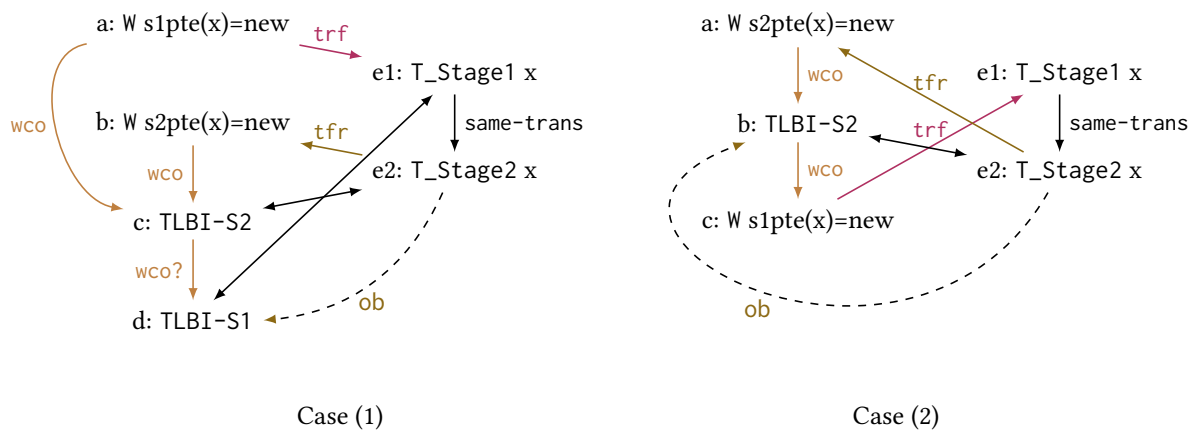 a: W s1pte(x)=new
trf
e1: T_Stage1 x
wco
b: W s2pte(x)=new
tfr
same-trans
wco
e2: T_Stage2 x
c: TLBI-S2
wco?
ob
d: TLBI-S1
Case (1)
a: W s2pte(x)=new
wco
tfr
e1: T_Stage1 x
b: TLBI-S2
trf
same-trans
wco
e2: T_Stage2 x
c: W s1pte(x)=new
ob
Case (2)